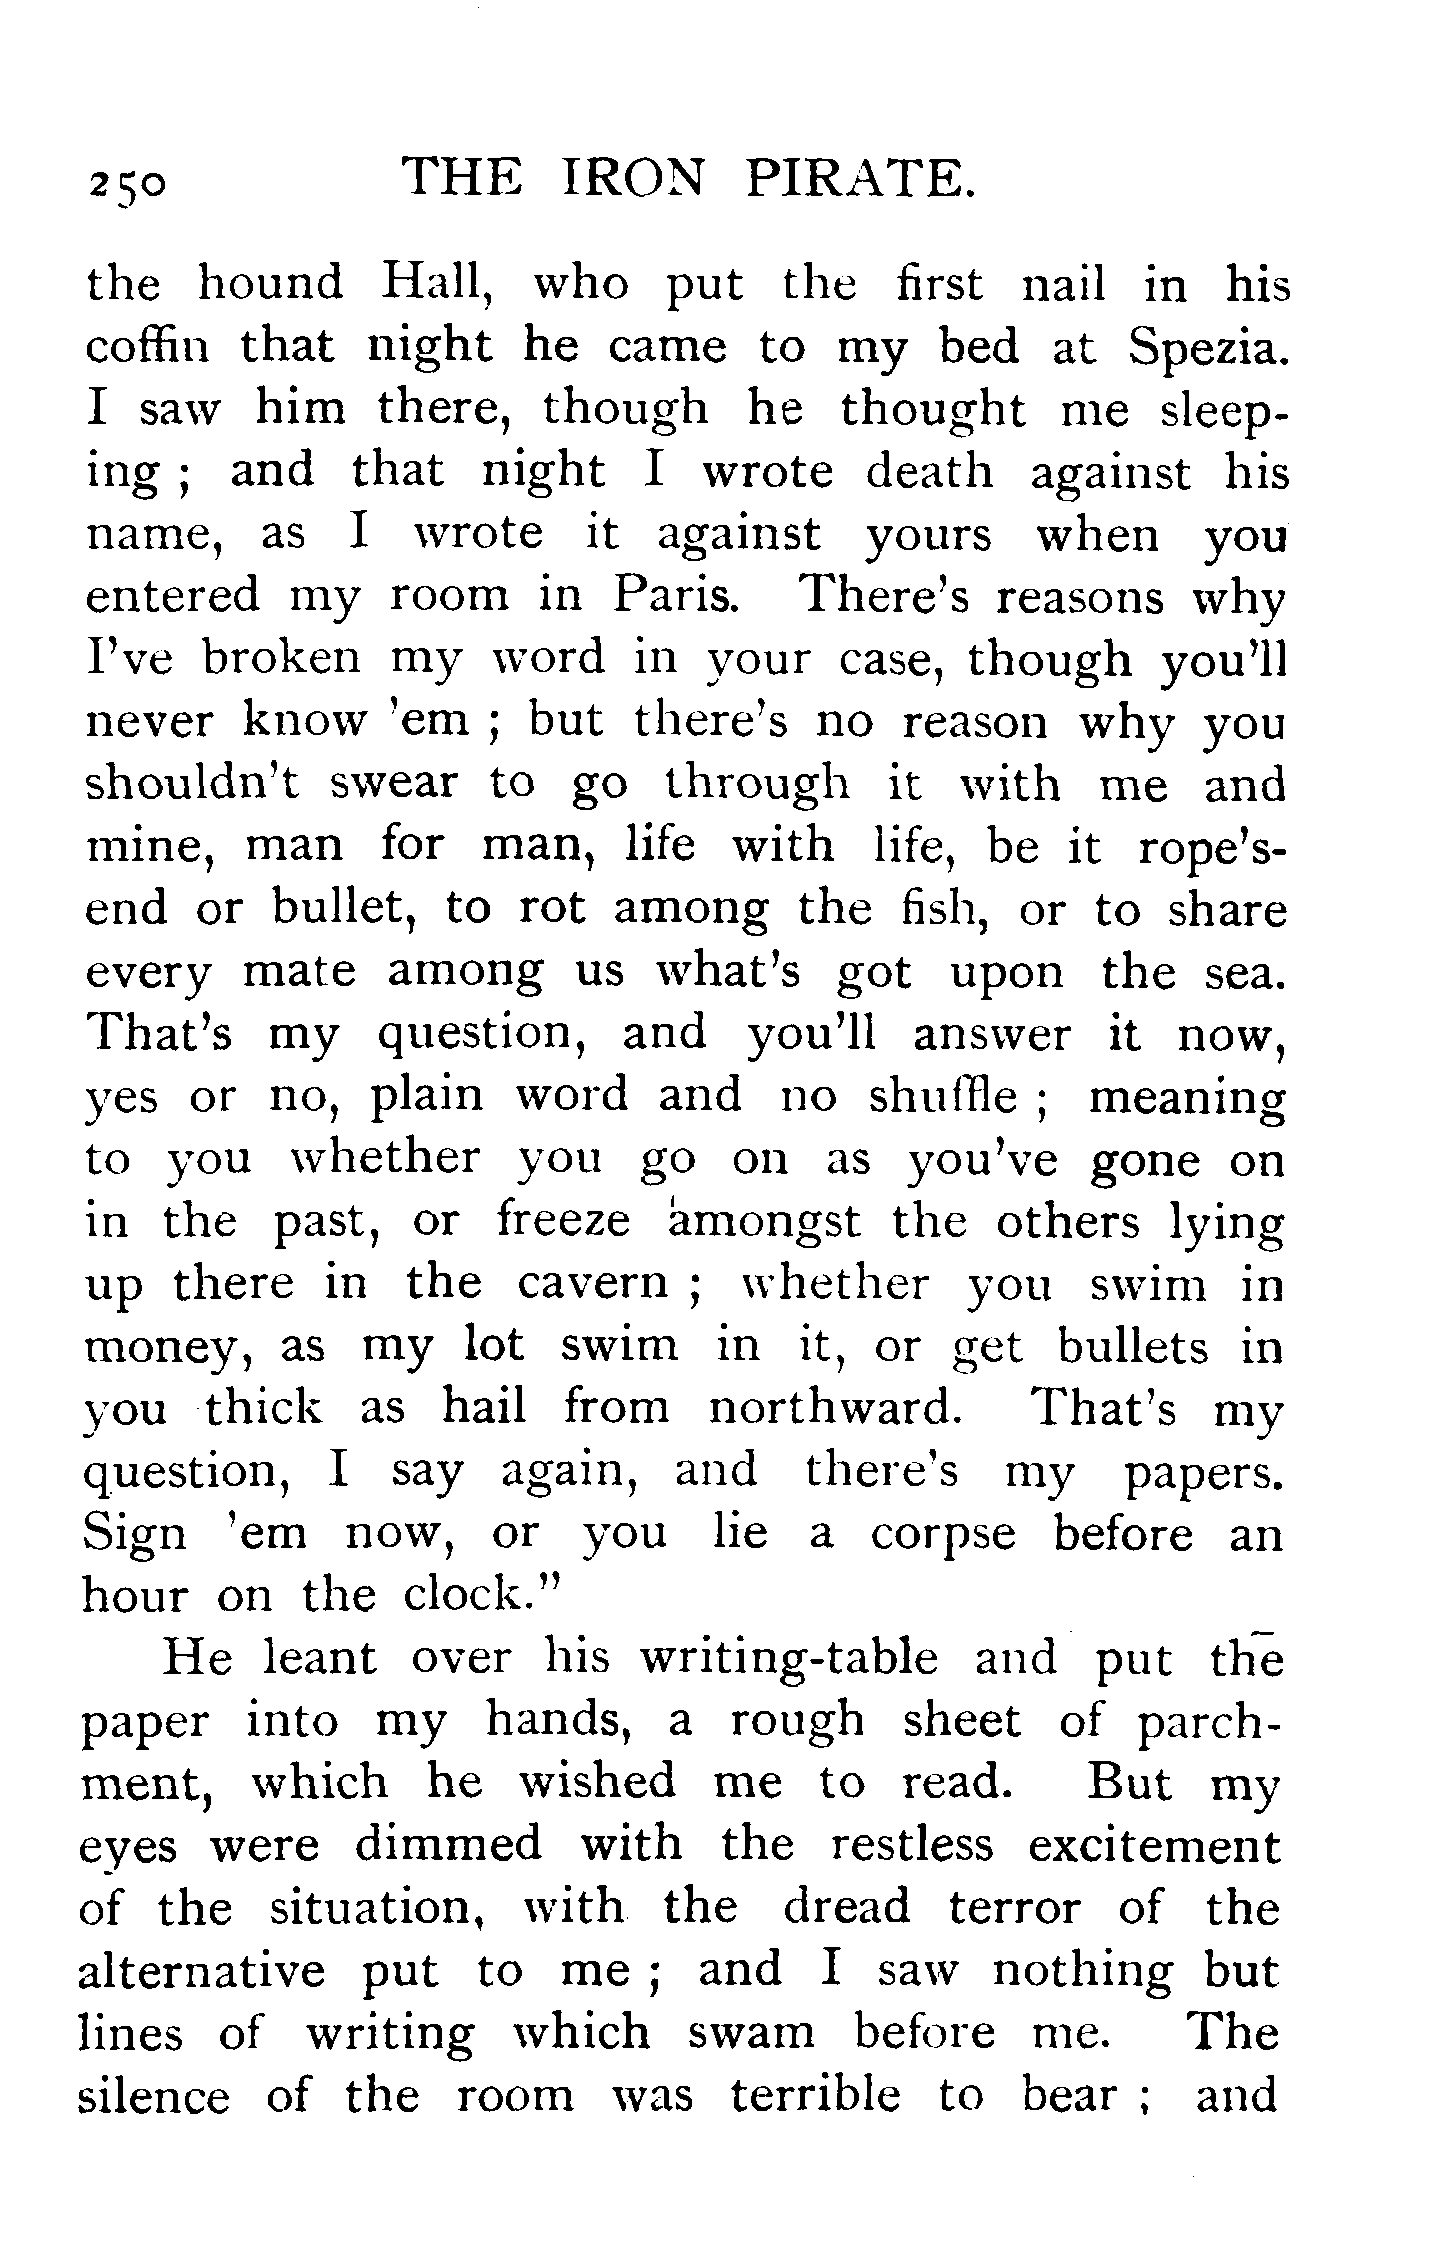 250 THE IRON PIRATE.
the hound Hall, who put the first nail in his
coffin that night he came to my bed at Spezia.
I saw him there, though he thought me sleep-
ing ; and that night I wrote death against his
name, as I wrote it against yours when you
entered my room in Paris. There's reasons why
I've broken my word in your case, though you'll
never know 'em ; but there's no reason why you
shouldn't swear to go through it with me and
mine, man for man, life with life, be it rope's-
end or bullet, to rot among the fish, or to share
every mate among us what's got upon the sea.
That's my question, and you'll answer it now,
yes or no, plain word and no shuffle ; meaning
to you whether you go on as you've gone on
in the past, or freeze amongst the others lying
up there in the cavern ; whether you swim in
money, as my lot swim in it, or get bullets in
you thick as hail from northward. That's my
question, I say again, and there's my papers.
Sign 'em now, or you lie a corpse before an
hour on the clock."
He leant over his writing-table and put the
paper into my hands, a rough sheet of parch-
ment, which he wished me to read. But my
eyes were dimmed with the restless excitement
of the situation, with the dread terror of the
alternative put to me ; and I saw nothing but
lines of writing which swam before me. The
silence of the room was terrible to bear ; and